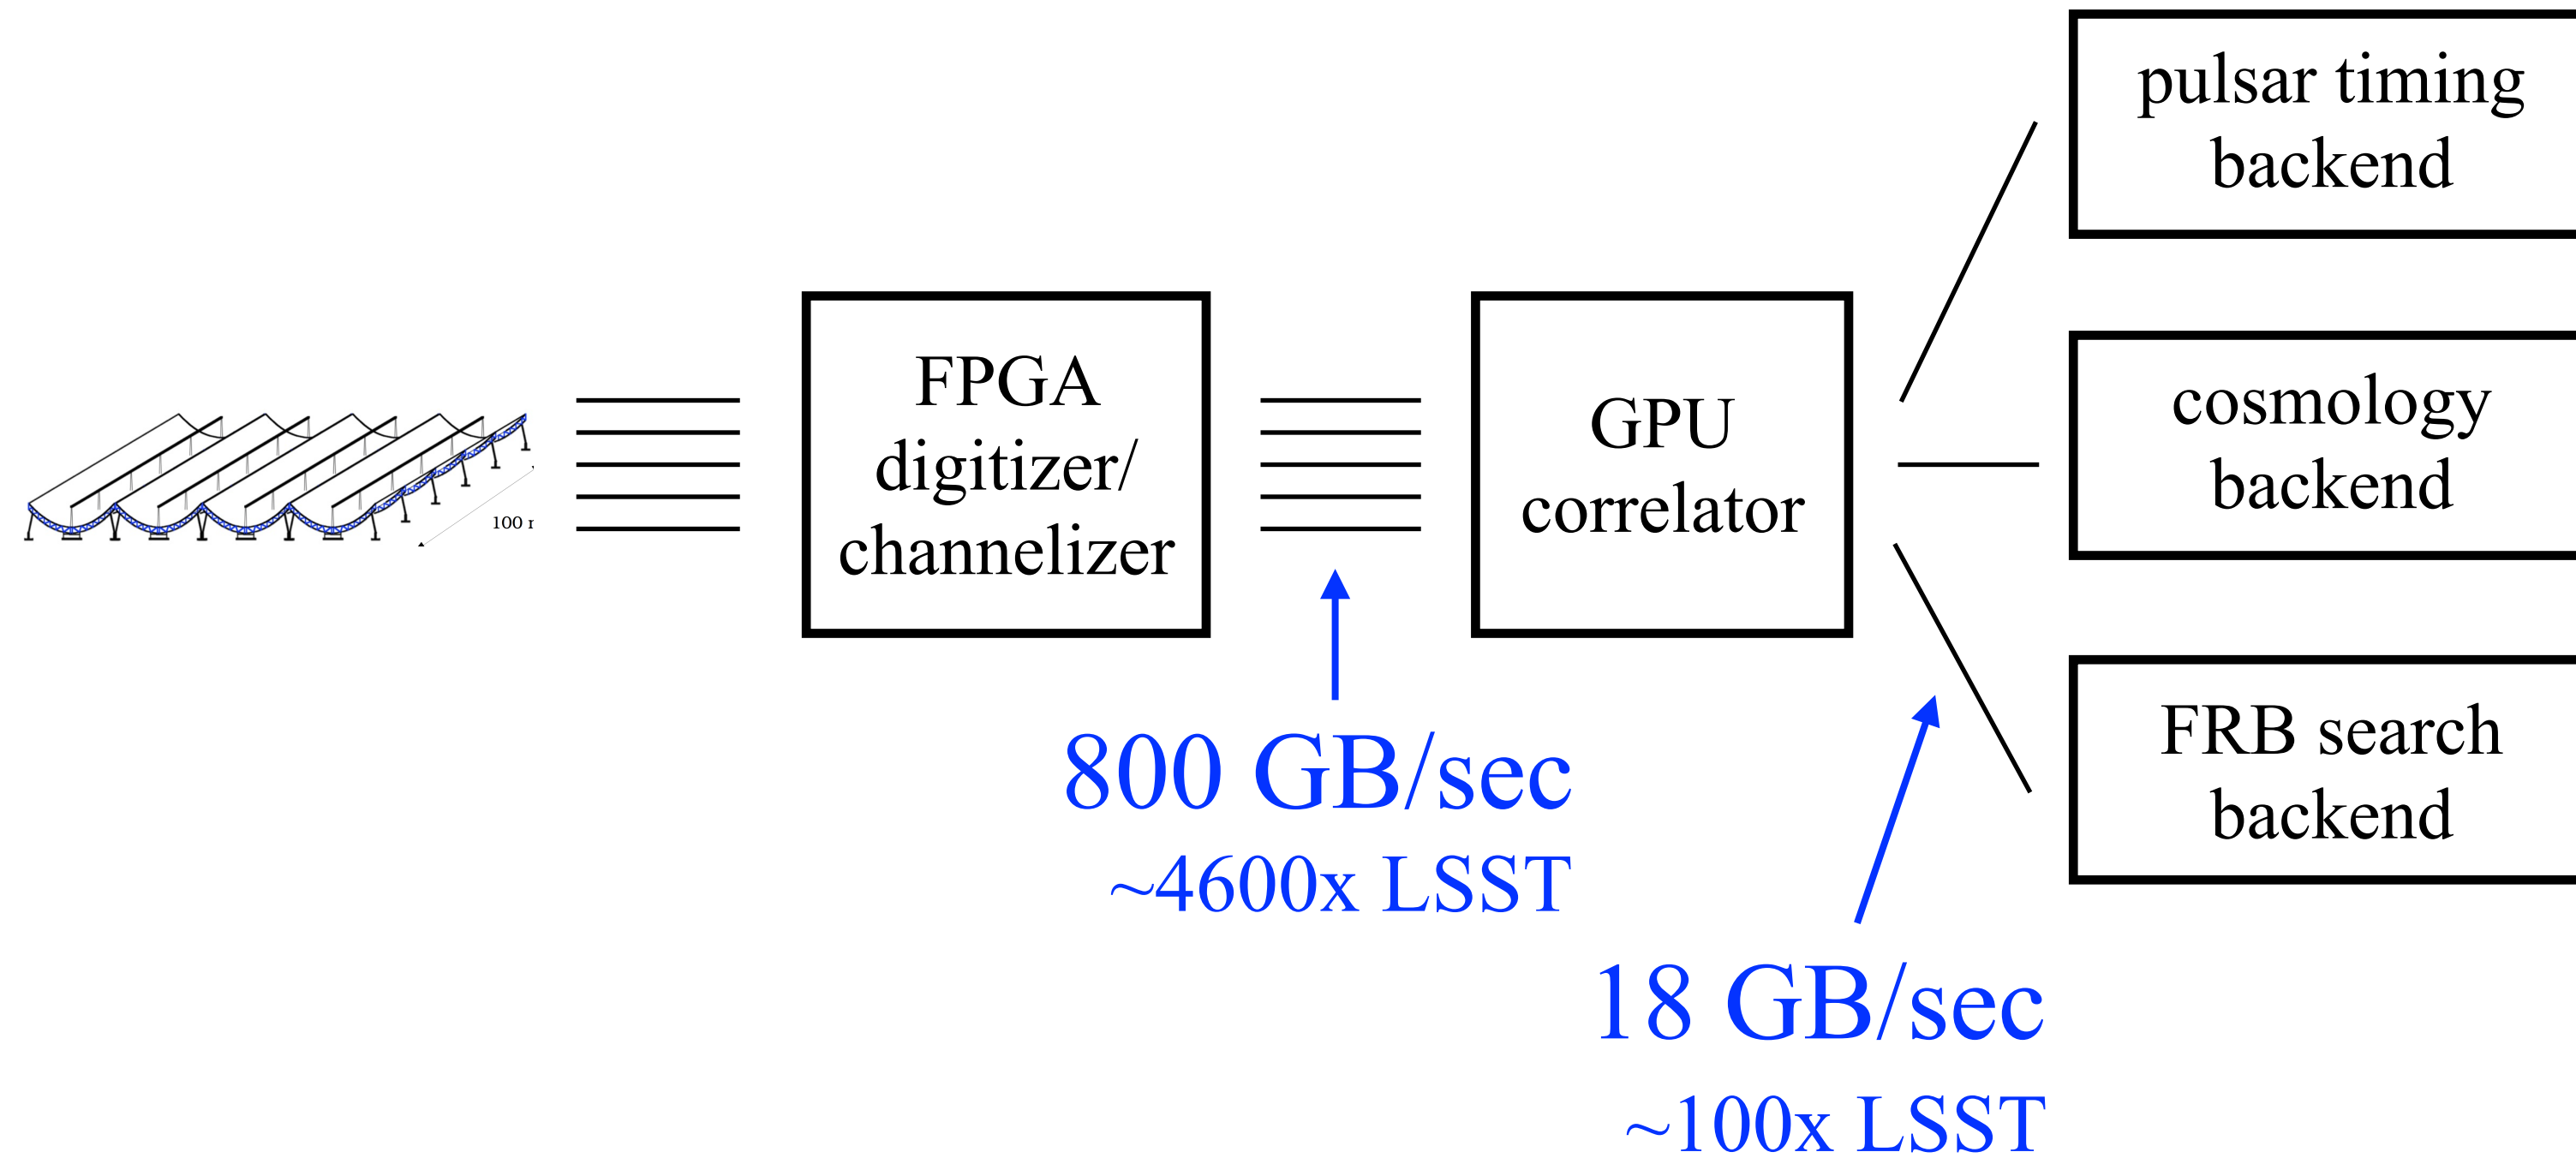 pulsar timing
backend
FPGA
digitizer/
channelizer
GPU
correlator
cosmology
backend
100
800 GB/sec
~4600x LSST
FRB search
backend
18 GB/sec
~100x LSST